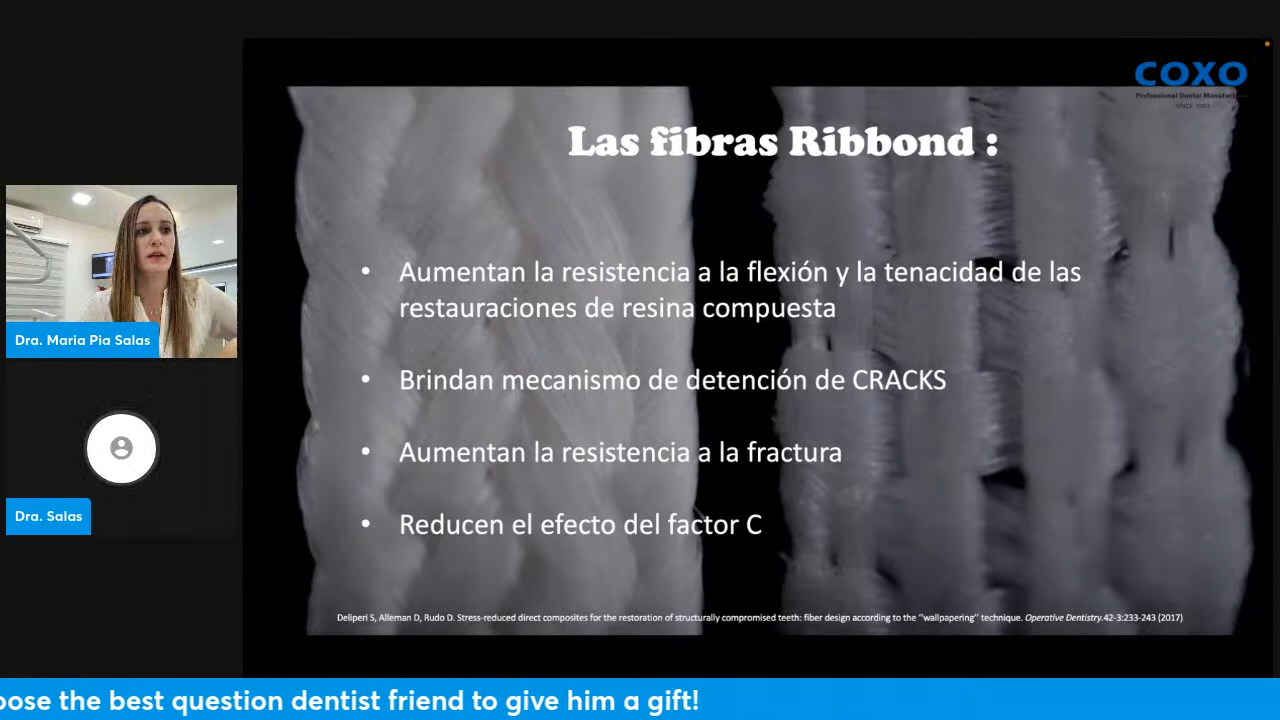 COXO
Professional Dental Manufact
SINCE
Las fibras Ribbond :
• Aumentan la resistencia a la flexión y la tenacidad de las
restauraciones de resina compuesta
• Brindan mecanismo de detención de CRACKS
• Aumentan la resistencia a la fractura
• Reducen el efecto del factor C
Deliperi S, Alleman D, Rudo D. Stress-reduced direct composites for the restoration of structurally compromised teeth: fiber design according to the "wallpapering" technique. Operative Dentistry.42-3:233-243 (2017)
Dra. Maria Pia Salas
Dra. Salas
oose the best question dentist friend to give him a gift!